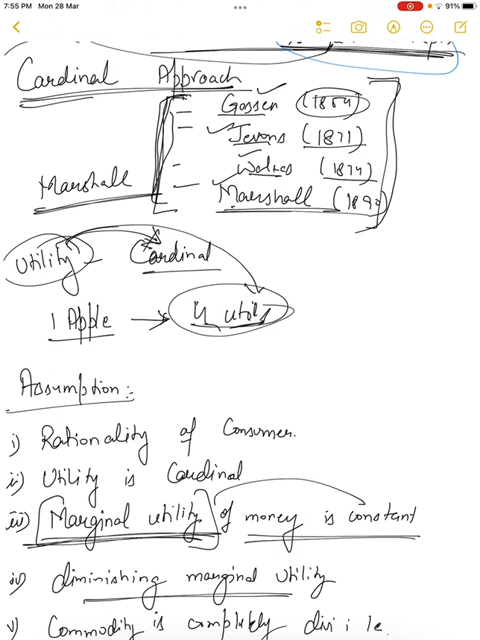 7:55 PM Mon 28 Mar
91%
Cardinal Approach
Gossen (1854)
Jevons (1871)
Walras (1874)
Marshall
Marshall (1890
Utility Cardinal
1 Apple → 4 utils
Assumption:
i) Rationality of Consumer.
ii) Utility is Cardinal
iii) Marginal utility of money is constant
iv) diminishing marginal Utility
v) Commodity is completely